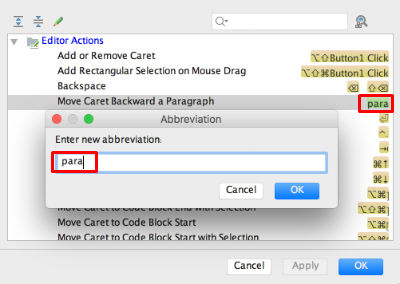 Editor Actions
Add or Remove Caret ⌥⇧Button1 Click
Add Rectangular Selection on Mouse Drag ⌥⇧⌘Button1 Click
Backspace ⌫ ⇧⌫
Move Caret Backward a Paragraph para
Abbreviation
Enter new abbreviation:
para
Cancel OK
Move Caret to Code Block End with Selection
Move Caret to Code Block Start
Move Caret to Code Block Start with Selection
Cancel Apply OK